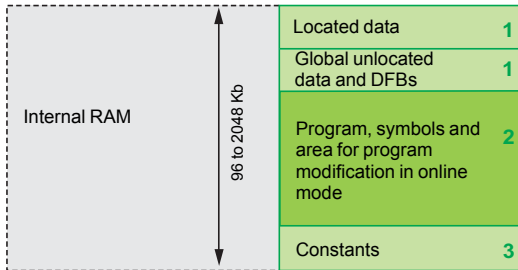 Located data 1
Global unlocated 1
data and DFBs
Internal RAM
96 to 2048 Kb
Program, symbols and 2
area for program
modification in online
mode
Constants 3